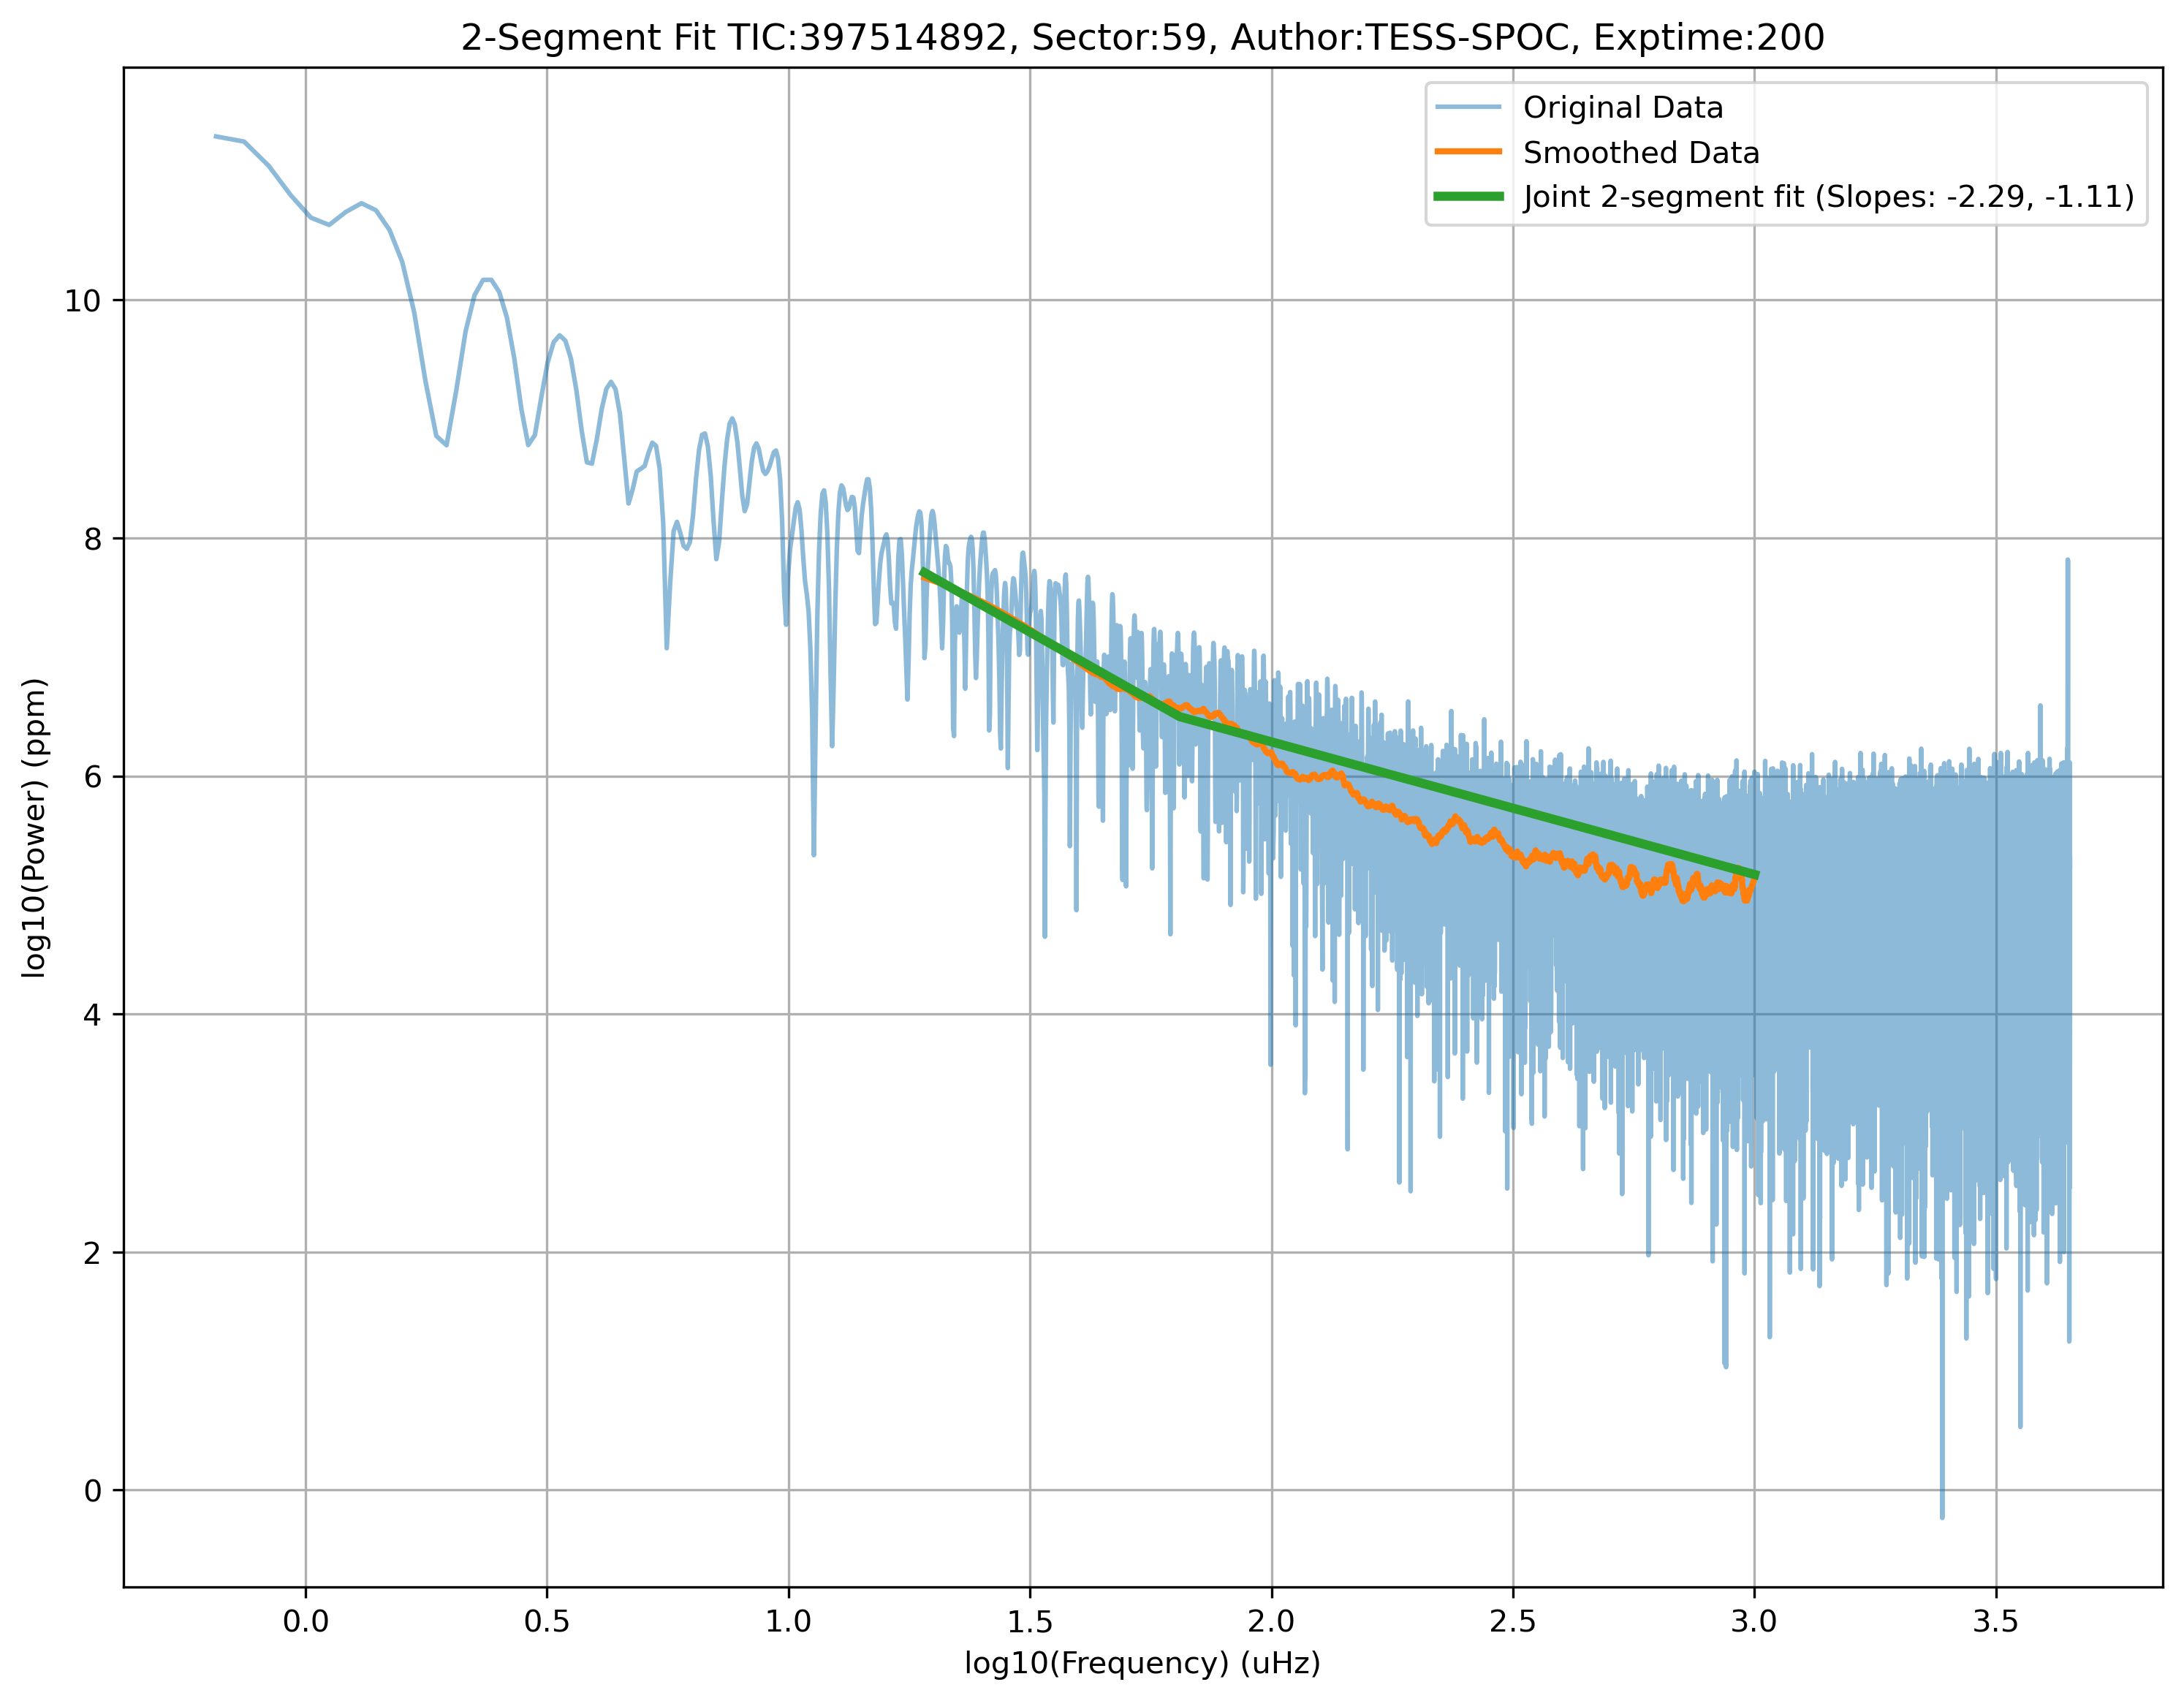 2-Segment Fit TIC:397514892, Sector:59, Author:TESS-SPOC, Exptime:200
Original Data
Smoothed Data
Joint 2-segment fit (Slopes: -2.29, -1.11)
log10(Power) (ppm)
10
8
6
4
2
0
0.0 0.5 1.0 1.5 2.0 2.5 3.0 3.5
log10(Frequency) (uHz)